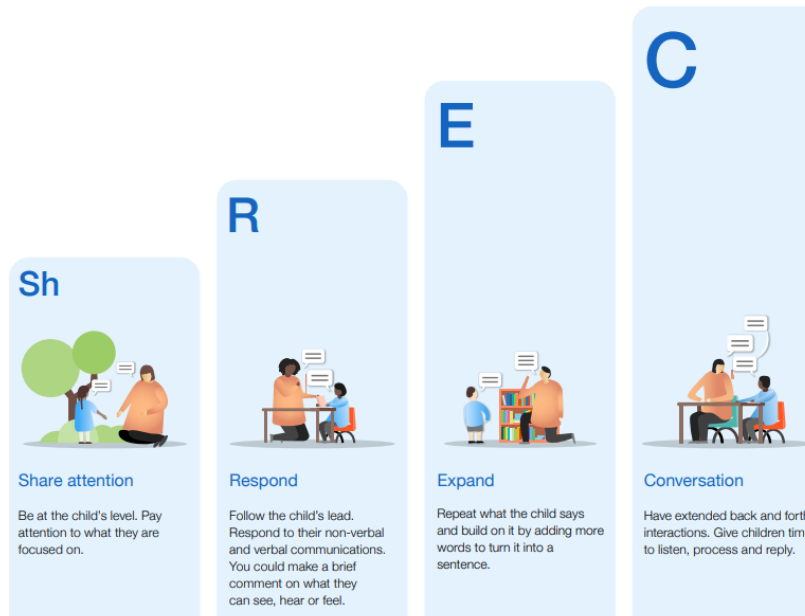 Sh
Share attention
Be at the child's level. Pay
attention to what they are
focused on.
R
Respond
Follow the child's lead.
Respond to their non-verbal
and verbal communications.
You could make a brief
comment on what they
can see, hear or feel.
E
Expand
Repeat what the child says
and build on it by adding more
words to turn it into a
sentence.
C
Conversation
Have extended back and forth
interactions. Give children tim
to listen, process and reply.